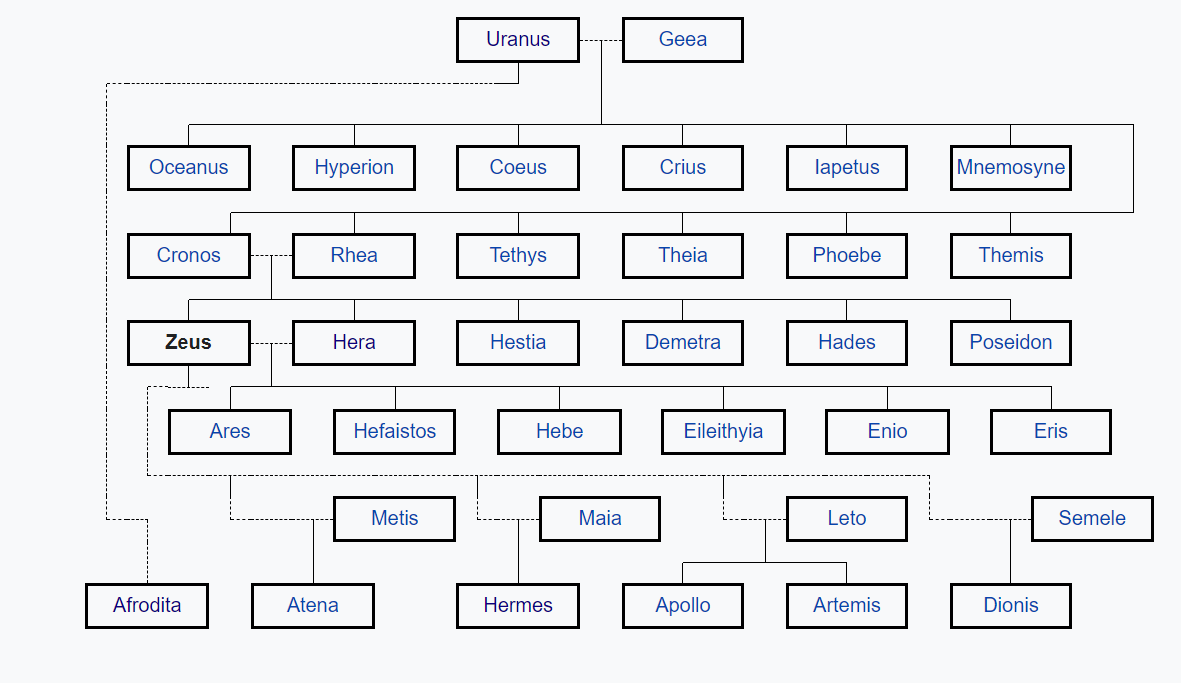 Uranus
Geea
Oceanus
Hyperion
Coeus
Crius
Iapetus
Mnemosyne
Cronos
Rhea
Tethys
Theia
Phoebe
Themis
Zeus
Hera
Hestia
Demetra
Hades
Poseidon
Ares
Hefaistos
Hebe
Eileithyia
Enio
Eris
Metis
Maia
Leto
Semele
Afrodita
Atena
Hermes
Apollo
Artemis
Dionis